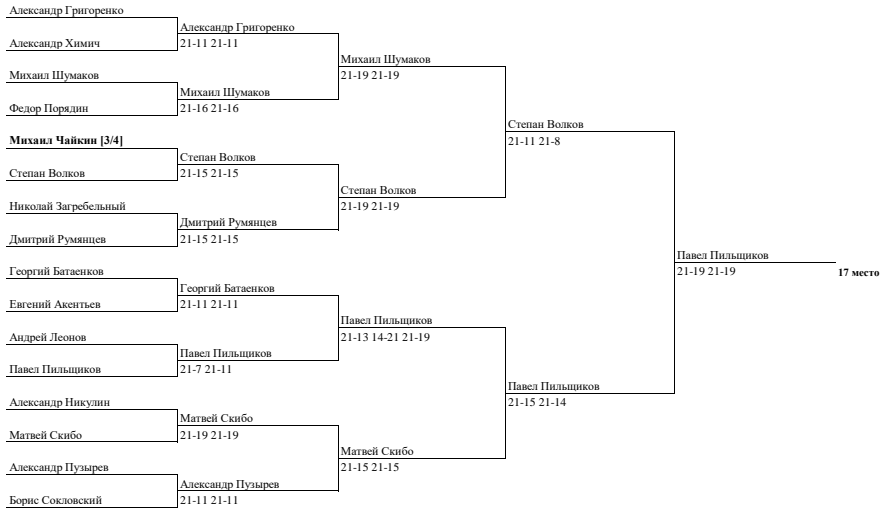 Александр Григоренко
Александр Григоренко
Александр Химич
21-11 21-11
Михаил Шумаков
Михаил Шумаков
21-19 21-19
Михаил Шумаков
Федор Порядин
21-16 21-16
Степан Волков
Михаил Чайкин [3/4]
21-11 21-8
Степан Волков
Степан Волков
21-15 21-15
Степан Волков
Николай Загребельный
21-19 21-19
Дмитрий Румянцев
Дмитрий Румянцев
21-15 21-15
Павел Пильщиков
Георгий Батаенков
21-19 21-19
17 место
Георгий Батаенков
Евгений Акентьев
21-11 21-11
Павел Пильщиков
Андрей Леонов
21-13 14-21 21-19
Павел Пильщиков
Павел Пильщиков
21-7 21-11
Павел Пильщиков
Александр Никулин
21-15 21-14
Матвей Скибо
Матвей Скибо
21-19 21-19
Матвей Скибо
Александр Пузырев
21-15 21-15
Александр Пузырев
Борис Сокловский
21-11 21-11